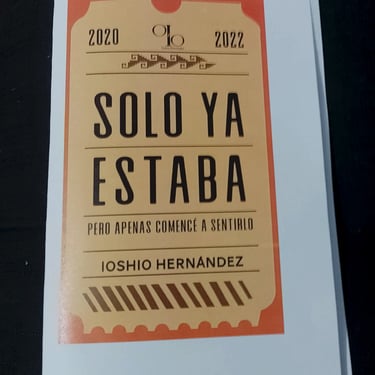 2020 2022
SOLO YA
ESTABA
PERO APENAS COMENCÉ A SENTIRLO
IOSHIO HERNÁNDEZ